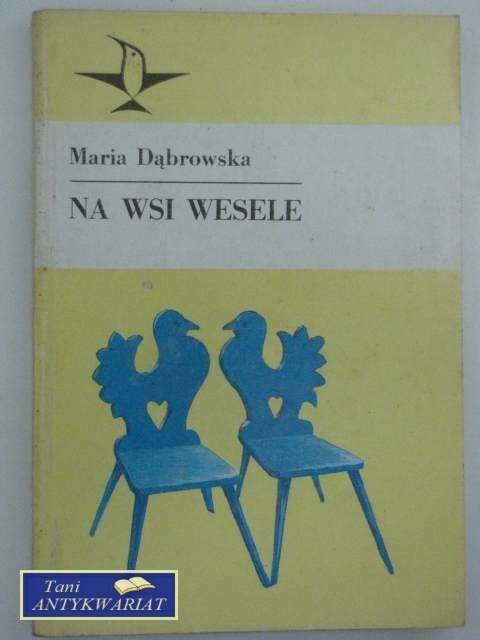 Maria Dąbrowska
NA WSI WESELE
Tani
ANTYKWARIAT